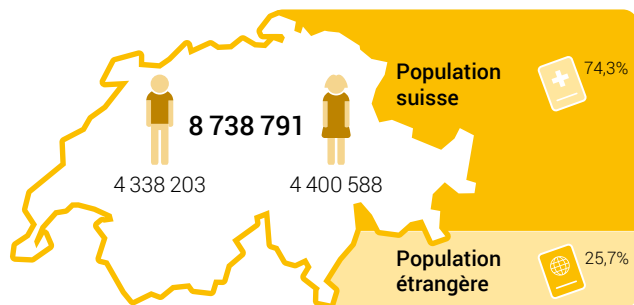 Population
suisse
74,3%
8 738 791
4 338 203
4 400 588
Population
étrangère
25,7%